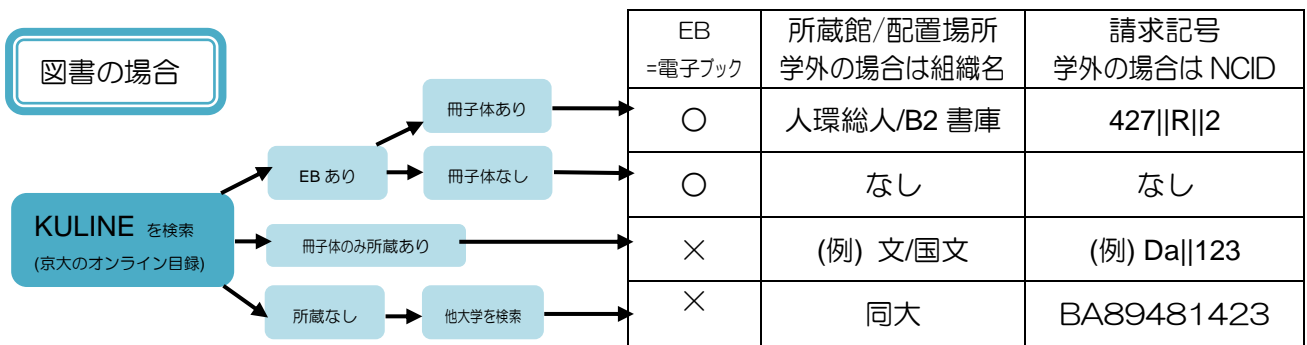 図書の場合
KULINE を検索
(京大のオンライン目録)
EB あり
冊子体あり
冊子体なし
冊子体のみ所蔵あり
所蔵なし
他大学を検索
EB
=電子ブック
所蔵館/配置場所
学外の場合は組織名
請求記号
学外の場合は NCID
〇
人環総人/B2 書庫
427||R||2
〇
なし
なし
×
(例) 文/国文
(例) Da||123
×
同大
BA89481423